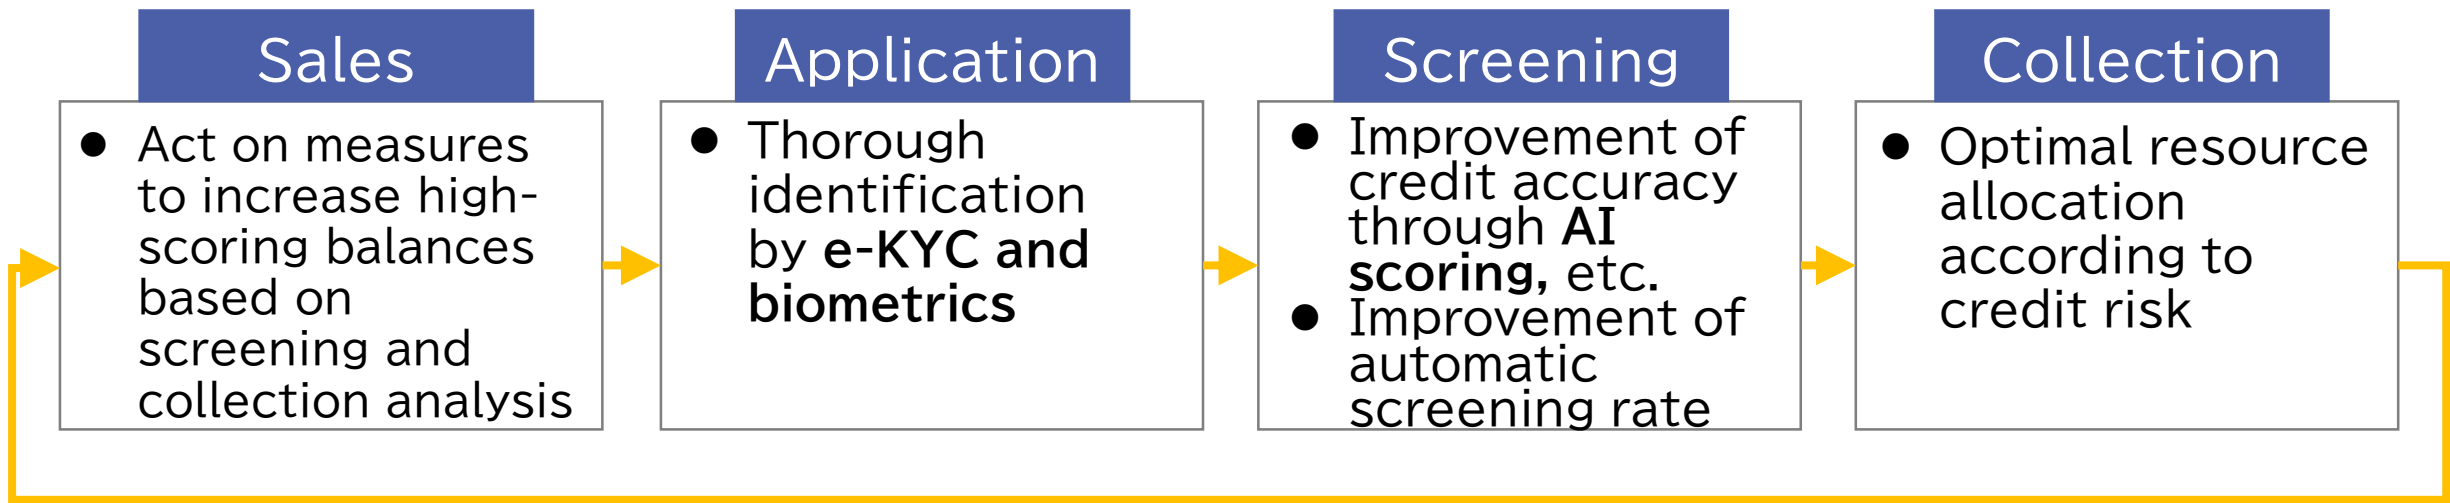 Sales
● Act on measures
to increase high-
scoring balances
based on
screening and
collection analysis
Application
● Thorough
identification
by e-KYC and
biometrics
Screening
● Improvement of
credit accuracy
through AI
scoring, etc.
● Improvement of
automatic
screening rate
Collection
● Optimal resource
allocation
according to
credit risk